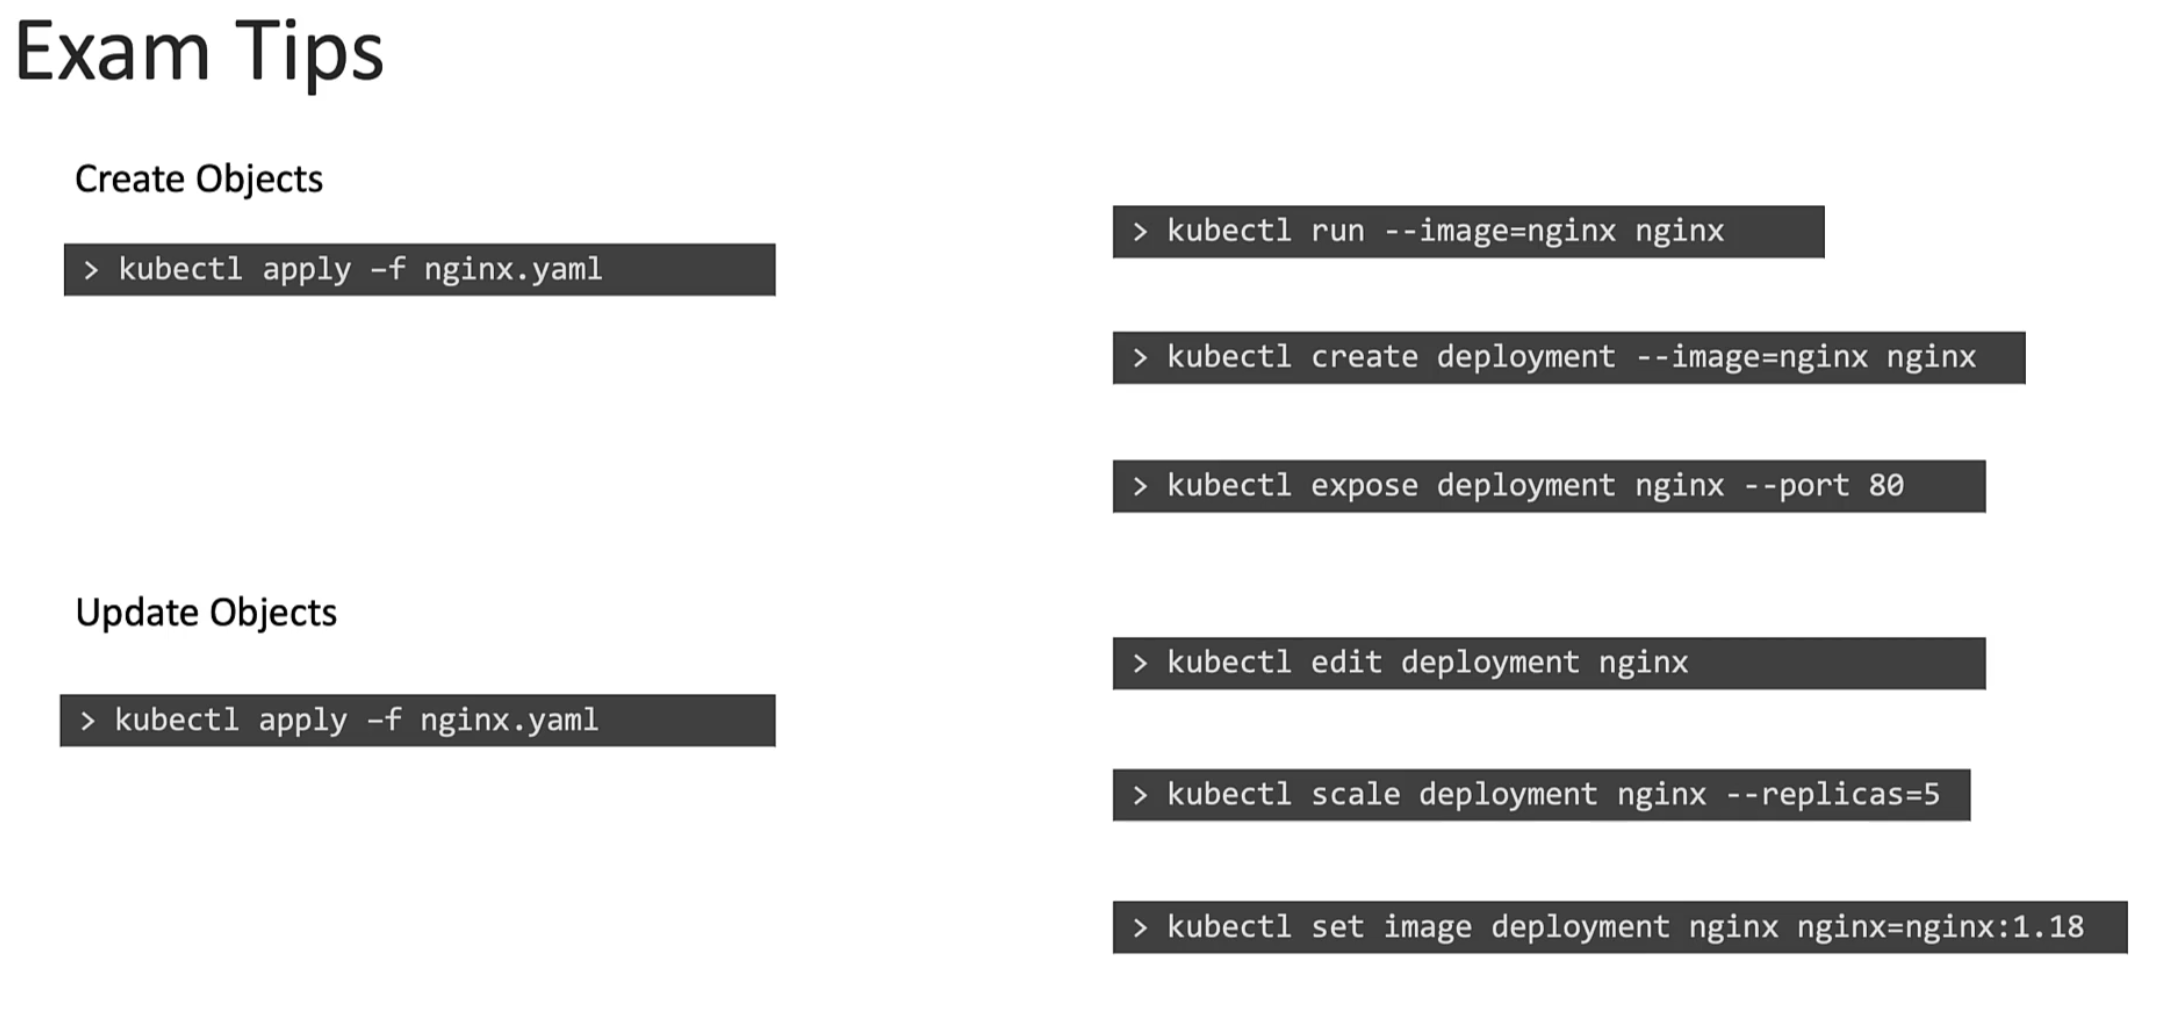 Exam Tips
Create Objects
> kubectl apply –f nginx.yaml
> kubectl run --image=nginx nginx
> kubectl create deployment --image=nginx nginx
> kubectl expose deployment nginx --port 80
Update Objects
> kubectl apply –f nginx.yaml
> kubectl edit deployment nginx
> kubectl scale deployment nginx --replicas=5
> kubectl set image deployment nginx nginx=nginx:1.18